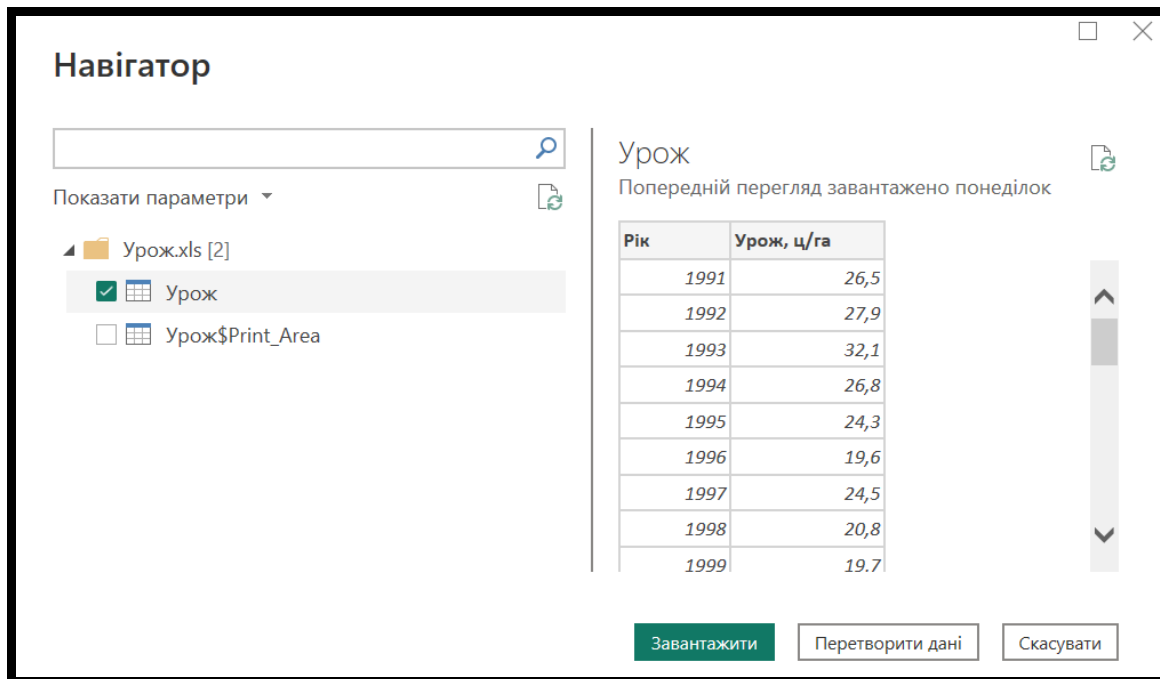 Навігатор
Показати параметри
Урож.xls [2]
Урож
Урож$Print_Area
Урож
Попередній перегляд завантажено понеділок
Рік Урож, ц/га
1991 26,5
1992 27,9
1993 32,1
1994 26,8
1995 24,3
1996 19,6
1997 24,5
1998 20,8
1999 19,7
Завантажити Перетворити дані Скасувати